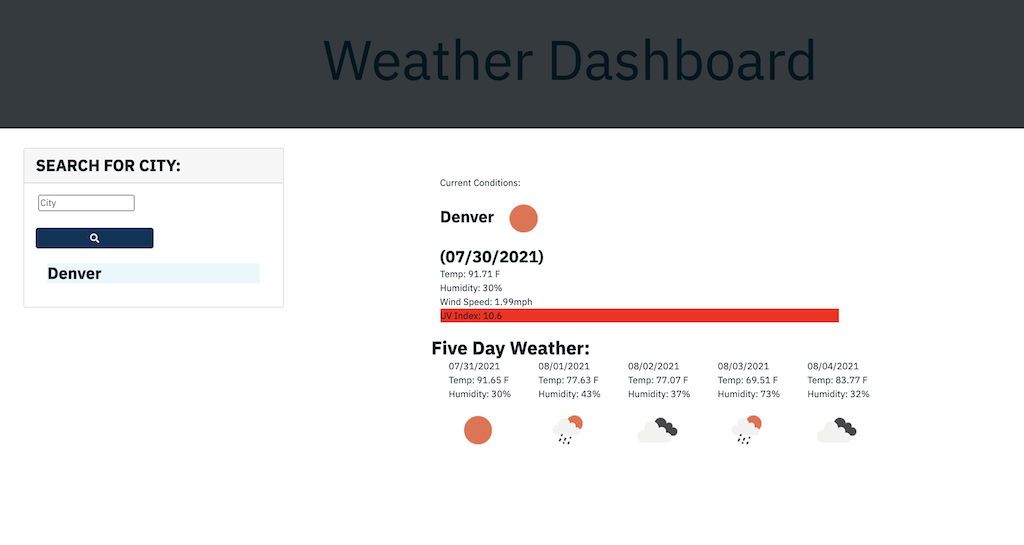 Weather Dashboard
SEARCH FOR CITY:
City
Denver
Current Conditions:
Denver
(07/30/2021)
Temp: 91.71 F
Humidity: 30%
Wind Speed: 1.99mph
UV Index: 10.6
Five Day Weather:
07/31/2021 08/01/2021 08/02/2021 08/03/2021 08/04/2021
Temp: 91.65 F Temp: 77.63 F Temp: 77.07 F Temp: 69.51 F Temp: 83.77 F
Humidity: 30% Humidity: 43% Humidity: 37% Humidity: 73% Humidity: 32%